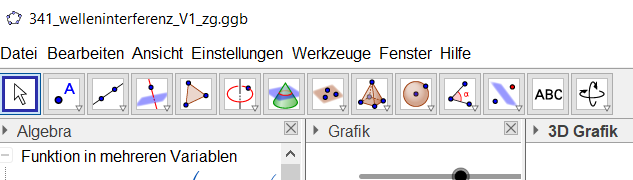 341_welleninterferenz_V1_zg.ggb
Datei Bearbeiten Ansicht Einstellungen Werkzeuge Fenster Hilfe
A α ABC
Algebra Grafik 3D Grafik
Funktion in mehreren Variablen